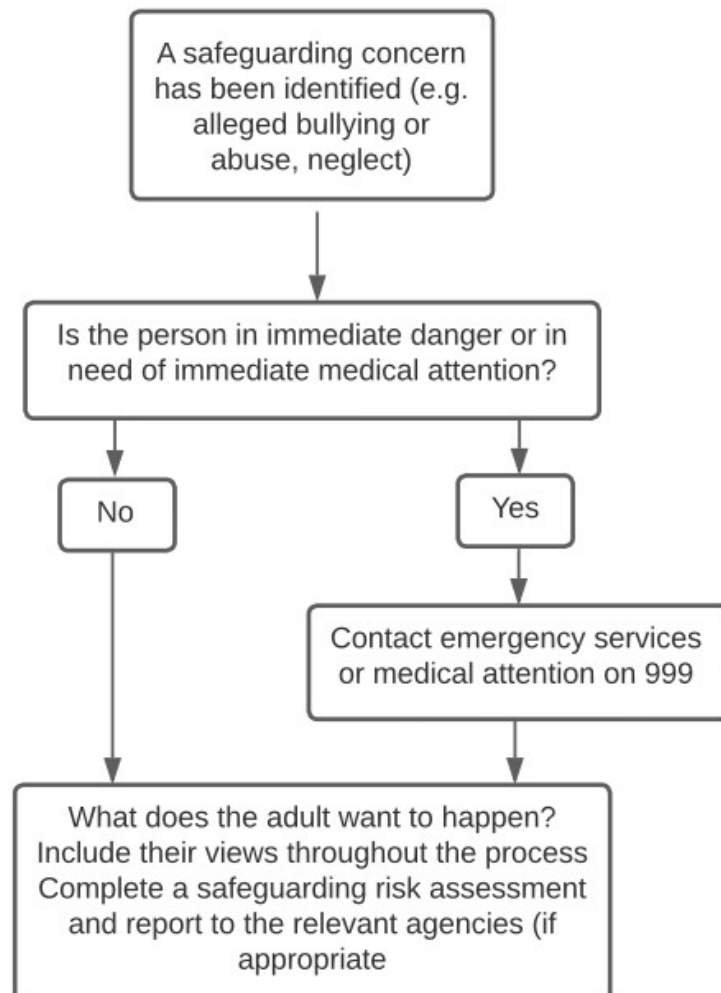 A safeguarding concern
has been identified (e.g.
alleged bullying or
abuse, neglect)
Is the person in immediate danger or in
need of immediate medical attention?
No
Yes
Contact emergency services
or medical attention on 999
What does the adult want to happen?
Include their views throughout the process
Complete a safeguarding risk assessment
and report to the relevant agencies (if
appropriate